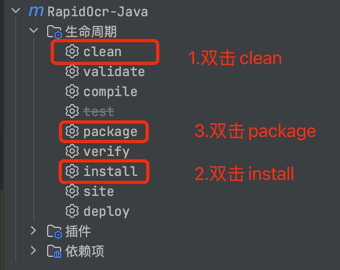 m RapidOcr-Java
生命周期
clean
1.双击 clean
validate
compile
test
package
3.双击 package
verify
install
2.双击 install
site
deploy
插件
依赖项